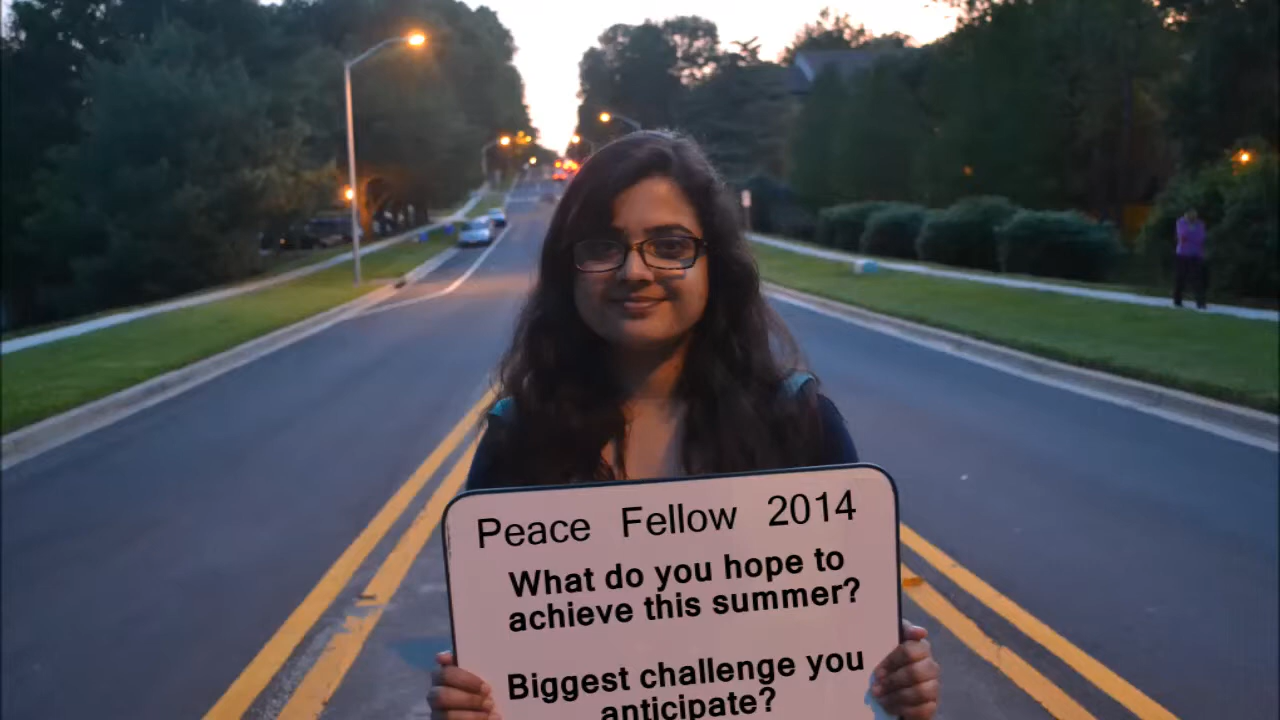 Peace Fellow 2014
What do you hope to
achieve this summer?
Biggest challenge you
anticipate?